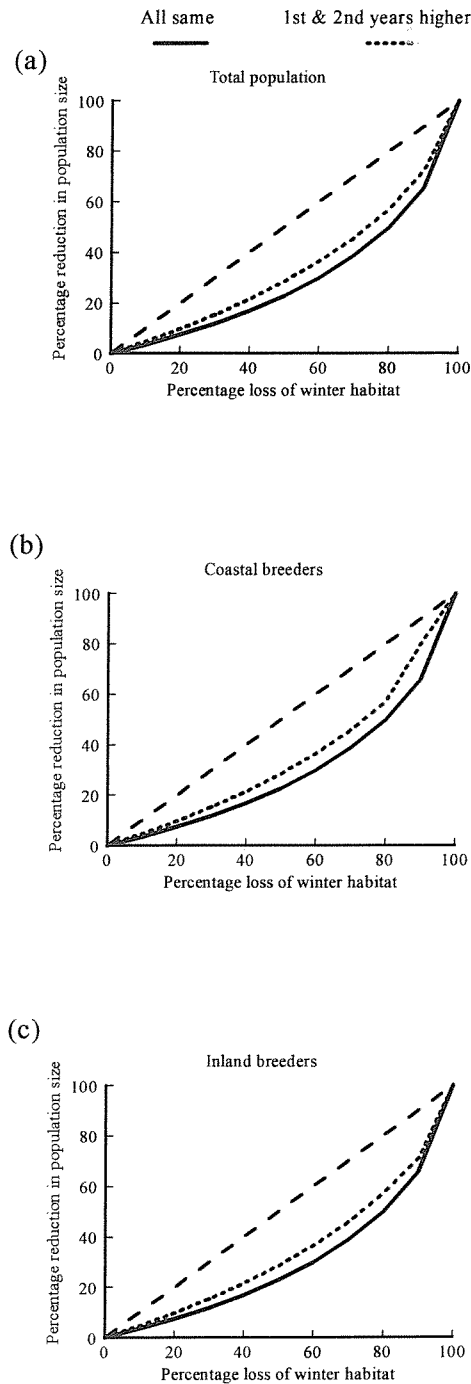 All same 1st & 2nd years higher
(a)
Total population
Percentage reduction in population size
100
80
60
40
20
0
0 20 40 60 80 100
Percentage loss of winter habitat
(b)
Coastal breeders
Percentage reduction in population size
100
80
60
40
20
0
0 20 40 60 80 100
Percentage loss of winter habitat
(c)
Inland breeders
Percentage reduction in population size
100
80
60
40
20
0
0 20 40 60 80 100
Percentage loss of winter habitat